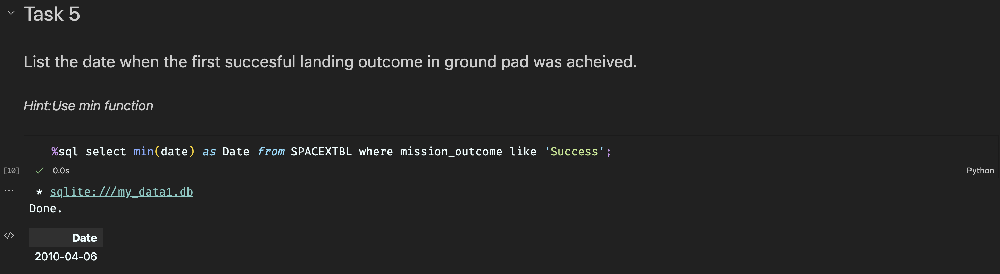 Task 5
List the date when the first succesful landing outcome in ground pad was acheived.
Hint:Use min function
%sql select min(date) as Date from SPACEXTBL where mission_outcome like 'Success';
[10] 0.0s Python
* sqlite:///my_data1.db
Done.
Date
2010-04-06